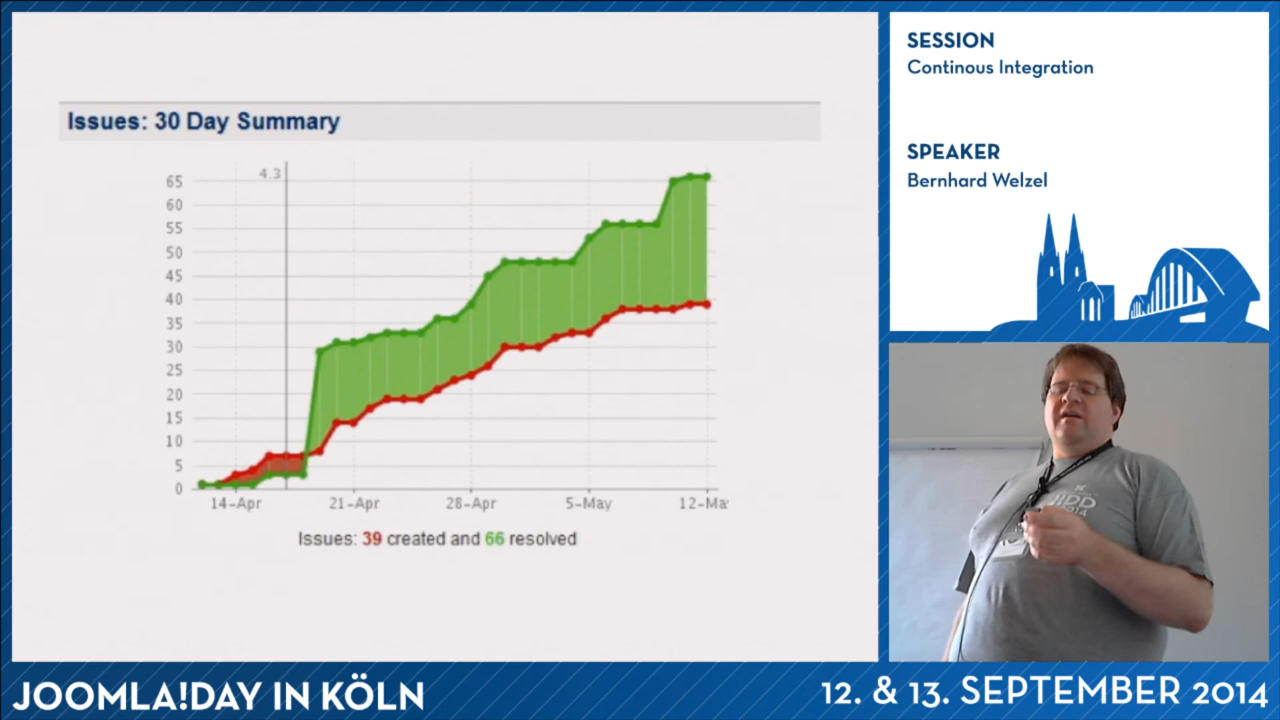 Issues: 30 Day Summary
4.3
65
60
55
50
45
40
35
30
25
20
15
10
5
0
14-Apr
21-Apr
28-Apr
5-May
12-Ma
Issues: 39 created and 66 resolved
SESSION
Continous Integration
SPEAKER
Bernhard Welzel
JDD
2014
JOOMLA!DAY IN KÖLN
12. & 13. SEPTEMBER 2014